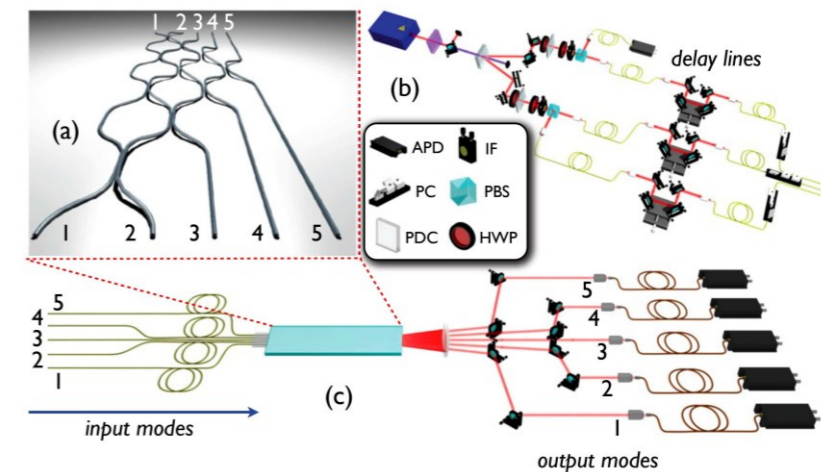 1 2 3 4 5
(a)
1 2 3 4 5
(b)
delay lines
APD IF
PC PBS
PDC HWP
5
4
3
2
1
input modes
(c)
5
4
3
2
1
output modes